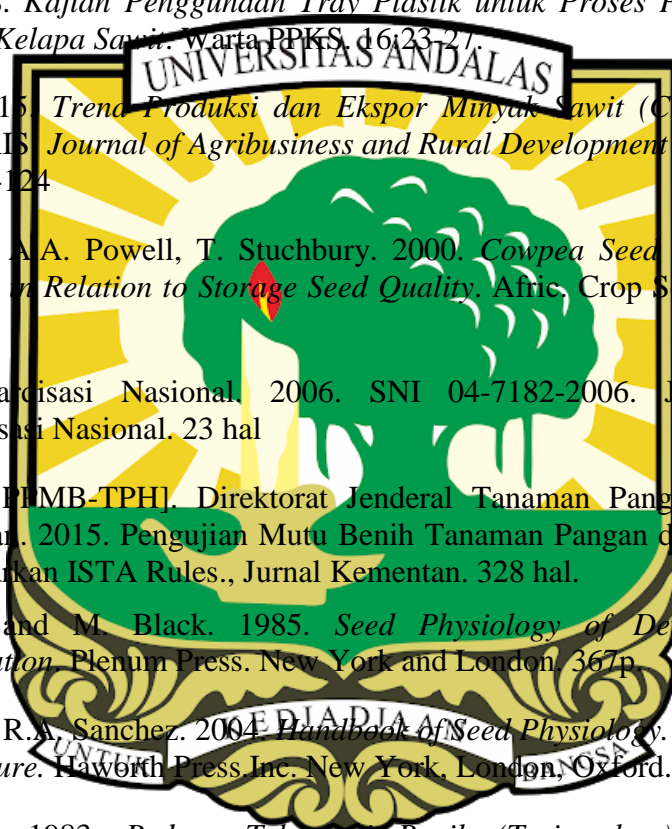 Kajian Penggunaan Tray Plastik untuk Proses P
Kelapa Sawit. Warta PPKS. 16:23-27.
UNIVERSITAS ANDALAS
15. Trend Produksi dan Ekspor Minyak Sawit (C
IS. Journal of Agribusiness and Rural Development
-124
A.A. Powell, T. Stuchbury. 2000. Cowpea Seed
in Relation to Storage Seed Quality. Afric. Crop S
ardisasi Nasional. 2006. SNI 04-7182-2006. J
sasi Nasional. 23 hal
PPMB-TPH]. Direktorat Jenderal Tanaman Pang
an. 2015. Pengujian Mutu Benih Tanaman Pangan d
arkan ISTA Rules., Jurnal Kementan. 328 hal.
and M. Black. 1985. Seed Physiology of De
ation. Plenum Press. New York and London. 367p.
R.A. Sanchez. 2004. Handbook of Seed Physiology.
ure. Haworth Press.Inc. New York, London, Oxford.
UNTUK KEDJADJAAN BANGSA